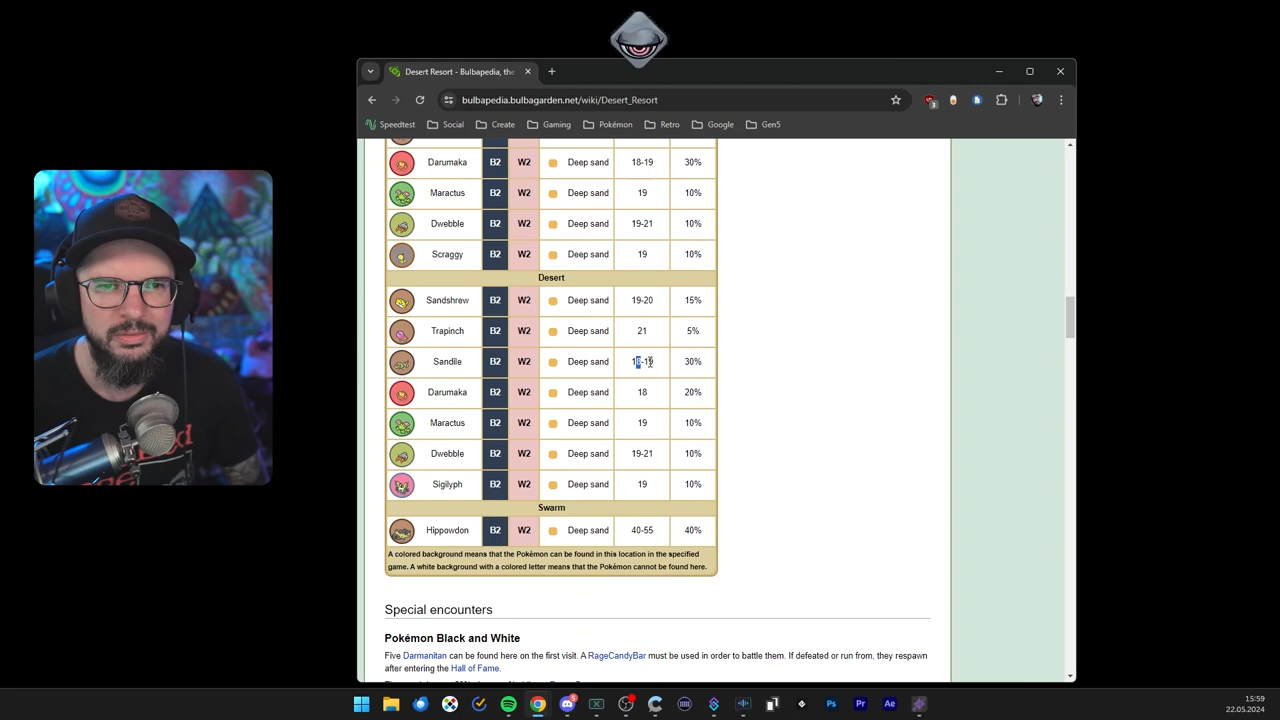 Desert Resort - Bulbapedia, the
bulbapedia.bulbagarden.net/wiki/Desert_Resort
Speedtest Social Create Gaming Pokémon Retro Google Gen5
Darumaka B2 W2 Deep sand 18-19 30%
Maractus B2 W2 Deep sand 19 10%
Dwebble B2 W2 Deep sand 19-21 10%
Scraggy B2 W2 Deep sand 19 10%
Desert
Sandshrew B2 W2 Deep sand 19-20 15%
Trapinch B2 W2 Deep sand 21 5%
Sandile B2 W2 Deep sand 30%
Darumaka B2 W2 Deep sand 18 20%
Maractus B2 W2 Deep sand 19 10%
Dwebble B2 W2 Deep sand 19-21 10%
Sigilyph B2 W2 Deep sand 19 10%
Swarm
Hippowdon B2 W2 Deep sand 40-55 40%
A colored background means that the Pokémon can be found in this location in the specified
game. A white background with a colored letter means that the Pokémon cannot be found here.
Special encounters
Pokémon Black and White
Five Darmanitan can be found here on the first visit. A RageCandyBar must be used in order to battle them. If defeated or run from, they respawn
after entering the Hall of Fame.
Ps Pr Ae
15:59
22.05.2024